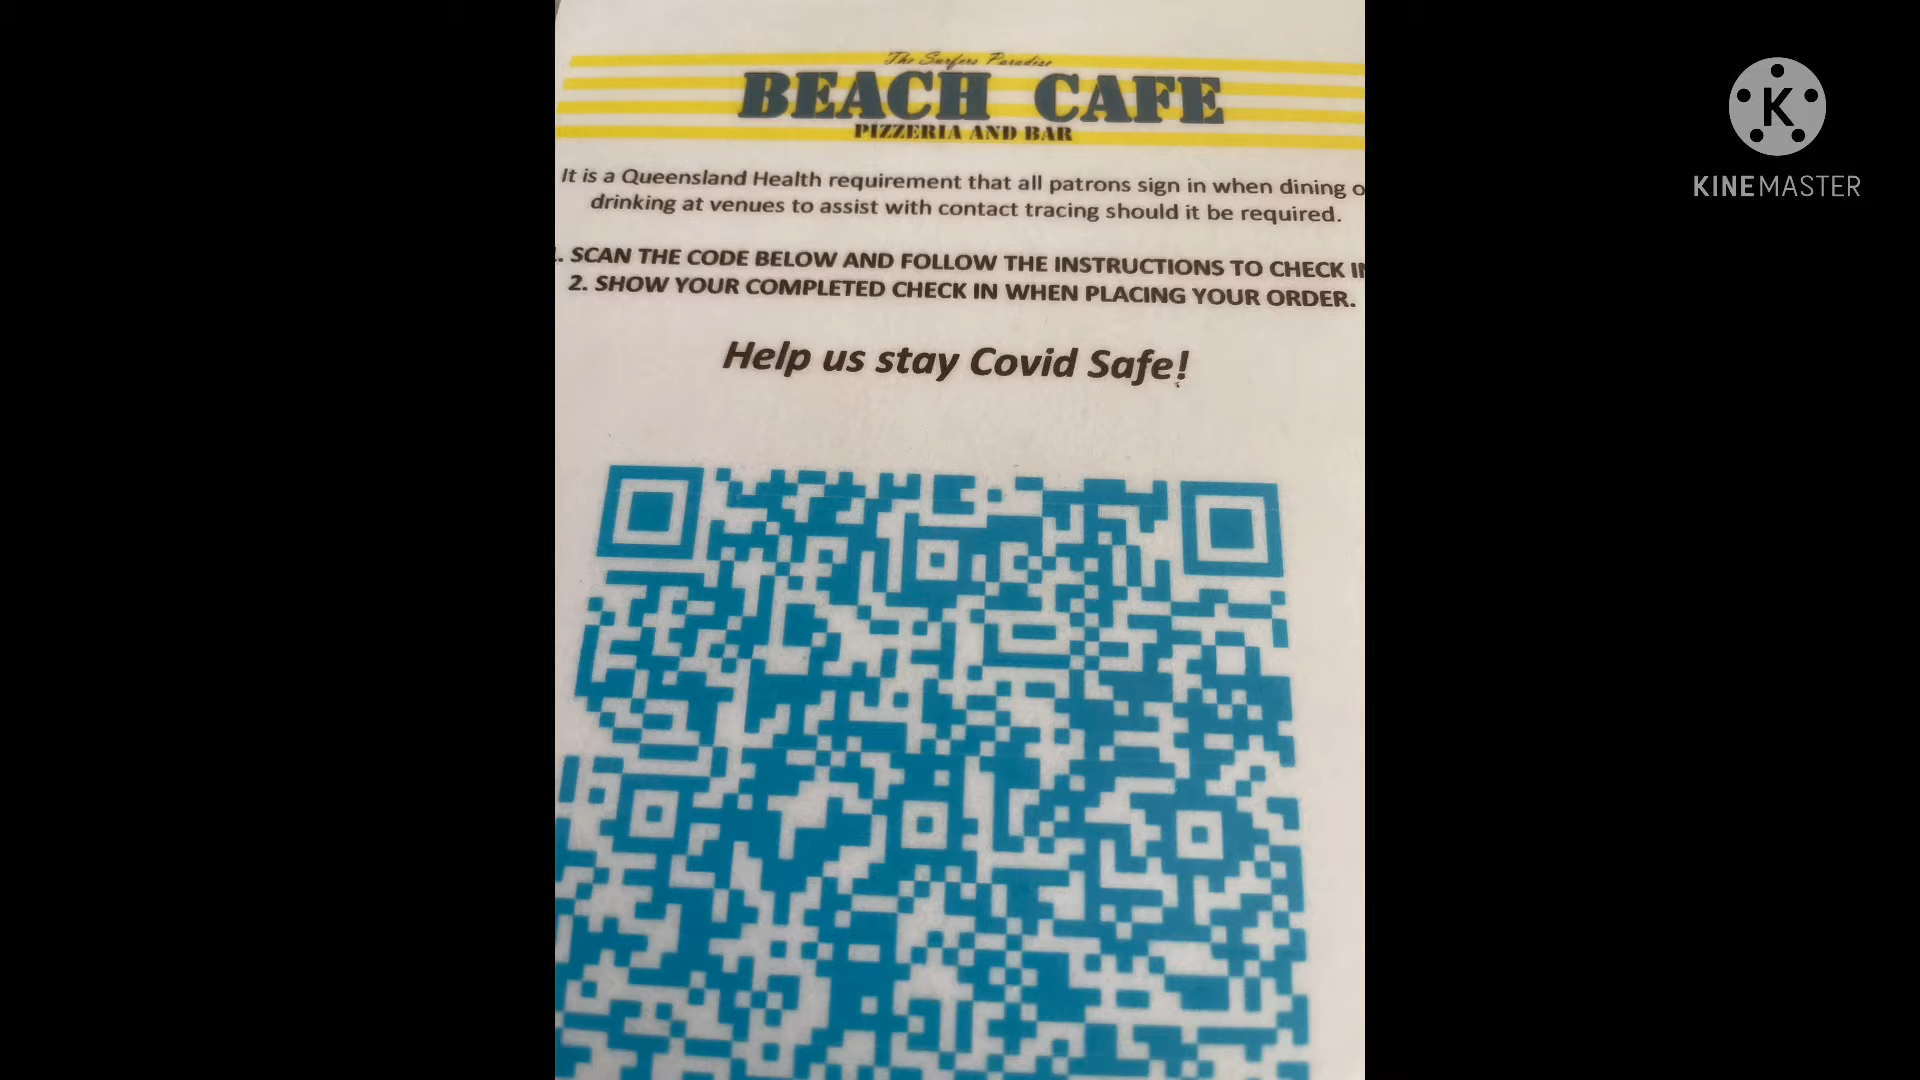 The Surfers Paradise
BEACH CAFE
PIZZERIA AND BAR
It is a Queensland Health requirement that all patrons sign in when dining o
drinking at venues to assist with contact tracing should it be required.
. SCAN THE CODE BELOW AND FOLLOW THE INSTRUCTIONS TO CHECK IN
2. SHOW YOUR COMPLETED CHECK IN WHEN PLACING YOUR ORDER.
Help us stay Covid Safe!
K
KINEMASTER